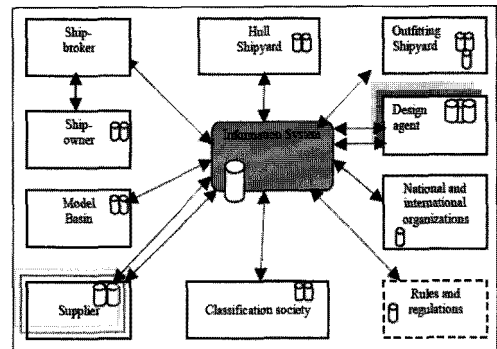 Ship-
broker
Hull
Shipyard
Outfitting
Shipyard
Ship-
owner
Information System
Design
agent
Model
Basin
National and
international
organizations
Supplier
Classification society
Rules and
regulations